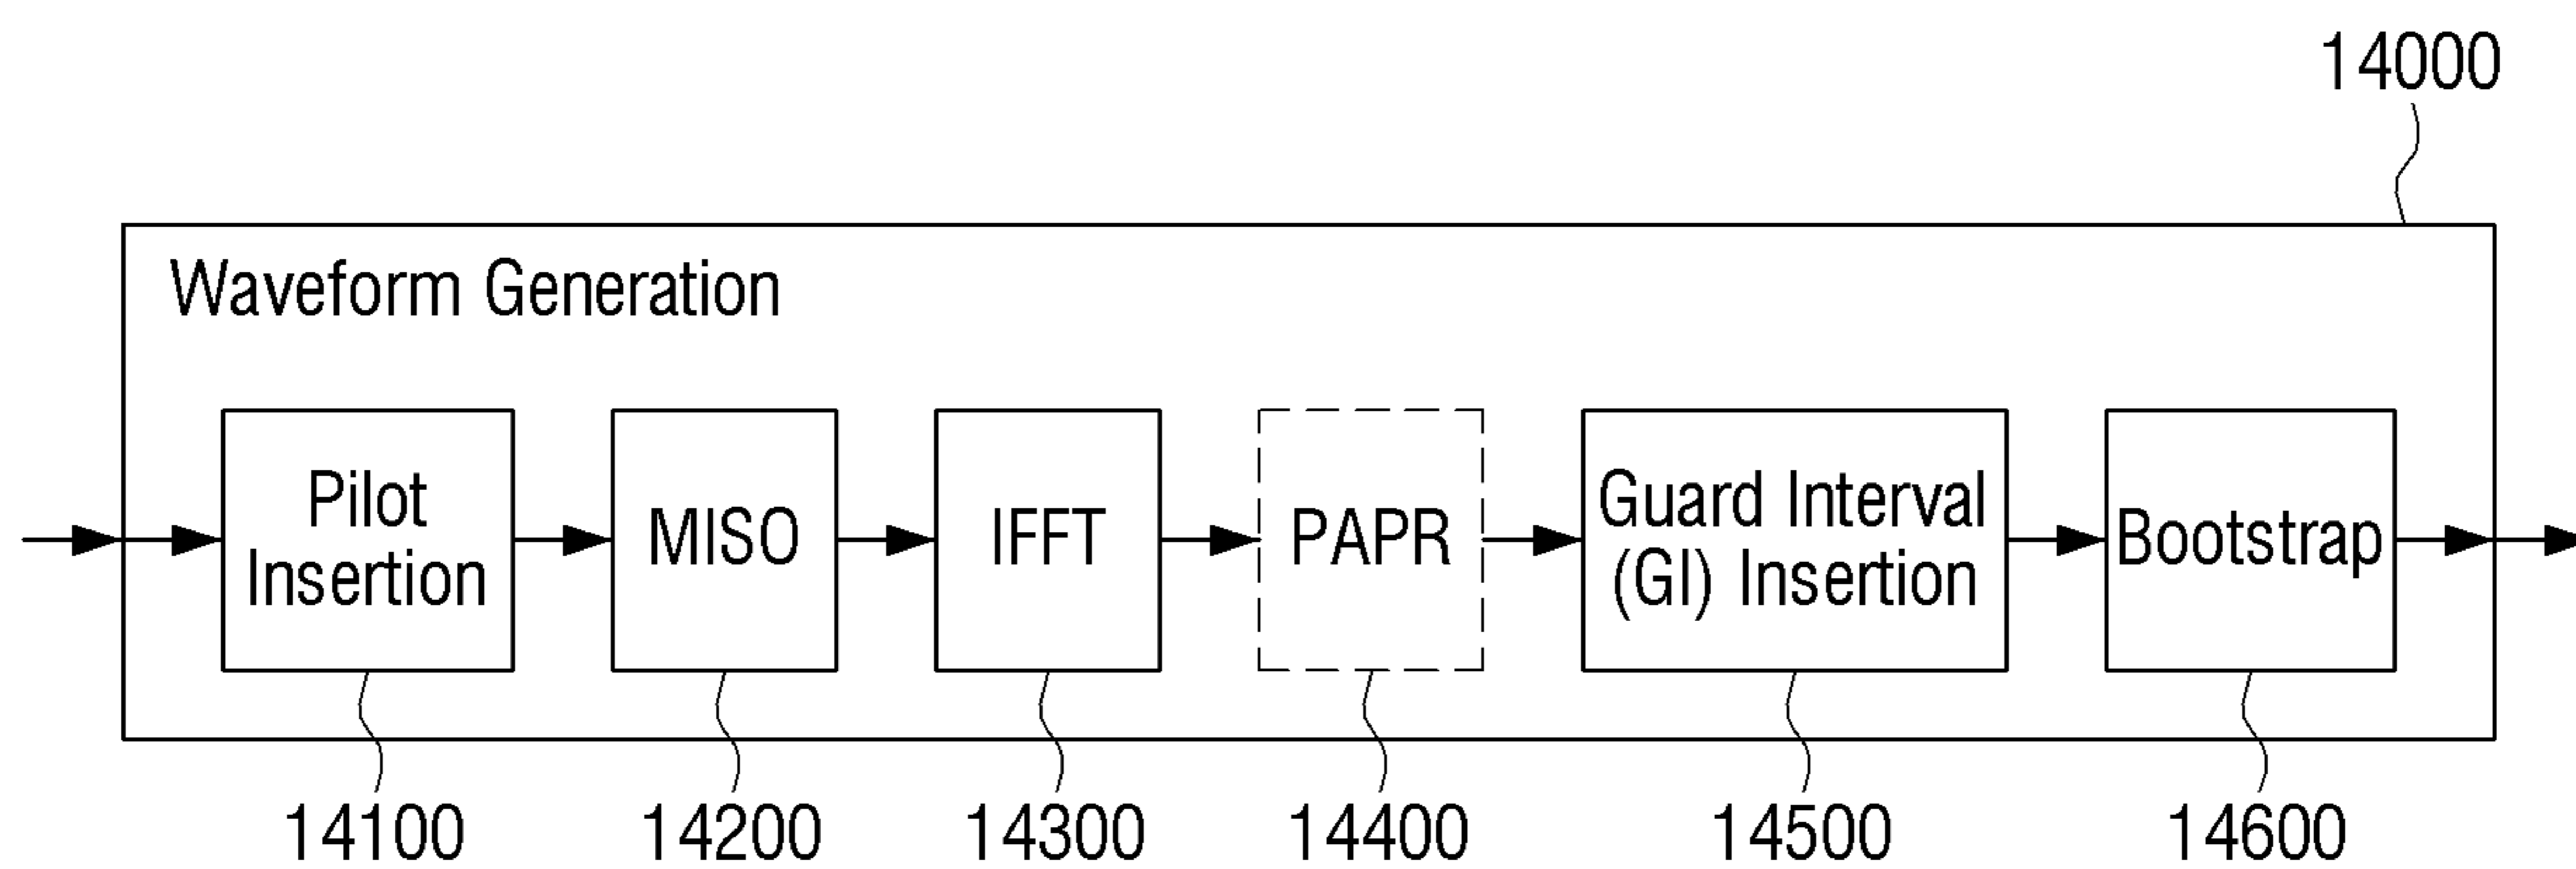 14000
Waveform Generation
Pilot
Insertion
MISO
IFFT
PAPR
Guard Interval
(GI) Insertion
Bootstrap
14100
14200
14300
14400
14500
14600